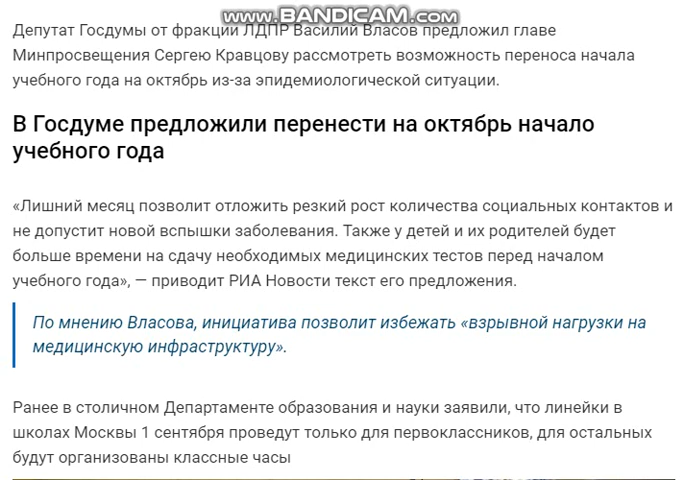 www.BANDICAM.com
Депутат Госдумы от фракции ЛДПР Василий Власов предложил главе
Минпросвещения Сергею Кравцову рассмотреть возможность переноса начала
учебного года на октябрь из-за эпидемиологической ситуации.
В Госдуме предложили перенести на октябрь начало
учебного года
«Лишний месяц позволит отложить резкий рост количества социальных контактов и
не допустит новой вспышки заболевания. Также у детей и их родителей будет
больше времени на сдачу необходимых медицинских тестов перед началом
учебного года», — приводит РИА Новости текст его предложения.
По мнению Власова, инициатива позволит избежать «взрывной нагрузки на
медицинскую инфраструктуру».
Ранее в столичном Департаменте образования и науки заявили, что линейки в
школах Москвы 1 сентября проведут только для первоклассников, для остальных
будут организованы классные часы